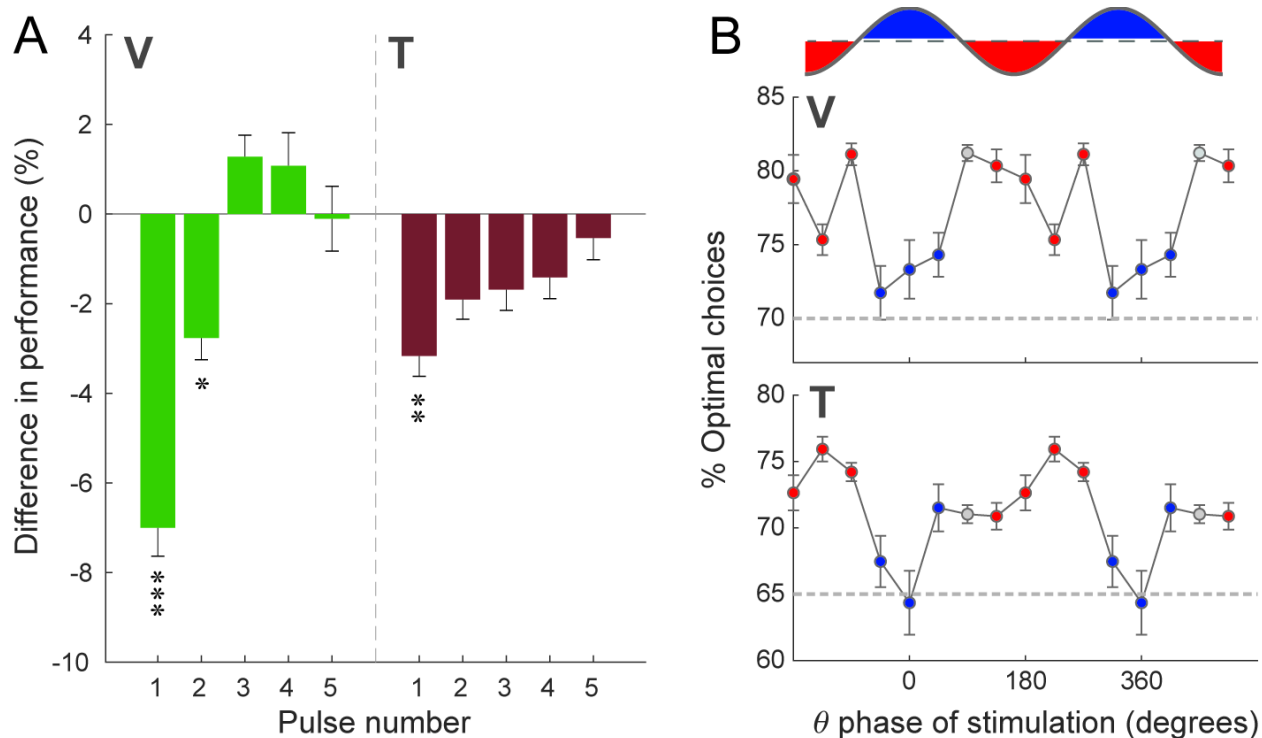 A
V
T
Difference in performance (%)
4
2
0
-2
-4
-6
-8
-10
***
*
**
1 2 3 4 5 1 2 3 4 5
Pulse number
B
V
85
80
75
70
% Optimal choices
T
80
75
70
65
60
0 180 360
θ phase of stimulation (degrees)